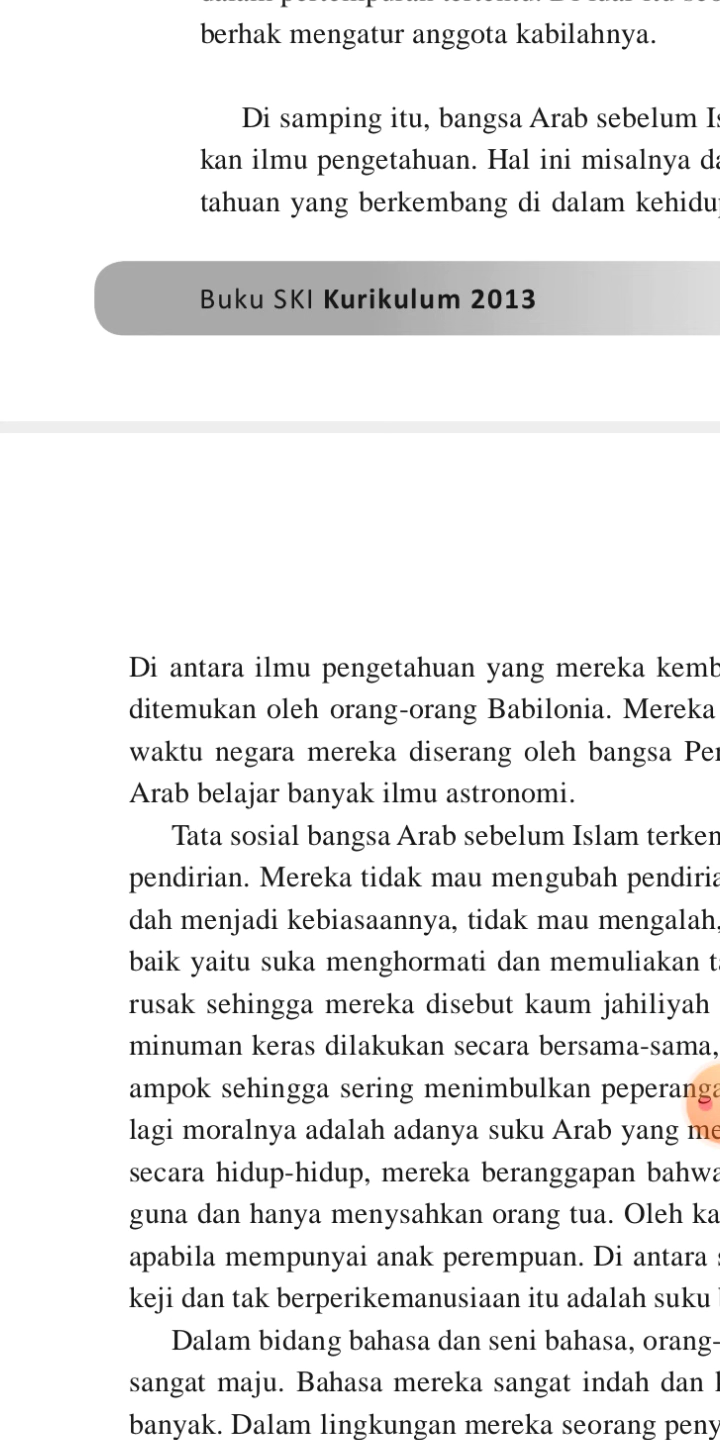 berhak mengatur anggota kabilahnya.
Di samping itu, bangsa Arab sebelum
kan ilmu pengetahuan. Hal ini misalnya
tahuan yang berkembang di dalam
Buku SKI Kurikulum 2013
Di antara ilmu pengetahuan yang mereka
ditemukan oleh orang-orang Babilonia. Mereka
waktu negara mereka diserang oleh bangsa
Arab belajar banyak ilmu astronomi.
Tata sosial bangsa Arab sebelum Islam
pendirian. Mereka tidak mau mengubah
dah menjadi kebiasaannya, tidak mau mengalah,
baik yaitu suka menghormati dan memuliakan
rusak sehingga mereka disebut kaum jahiliyah
minuman keras dilakukan secara bersama-sama,
ampok sehingga sering menimbulkan
lagi moralnya adalah adanya suku Arab yang
secara hidup-hidup, mereka beranggapan
guna dan hanya menysahkan orang tua. Oleh
apabila mempunyai anak perempuan. Di antara
keji dan tak berperikemanusiaan itu adalah suku
Dalam bidang bahasa dan seni bahasa, orang-
sangat maju. Bahasa mereka sangat indah dan
banyak. Dalam lingkungan mereka seorang